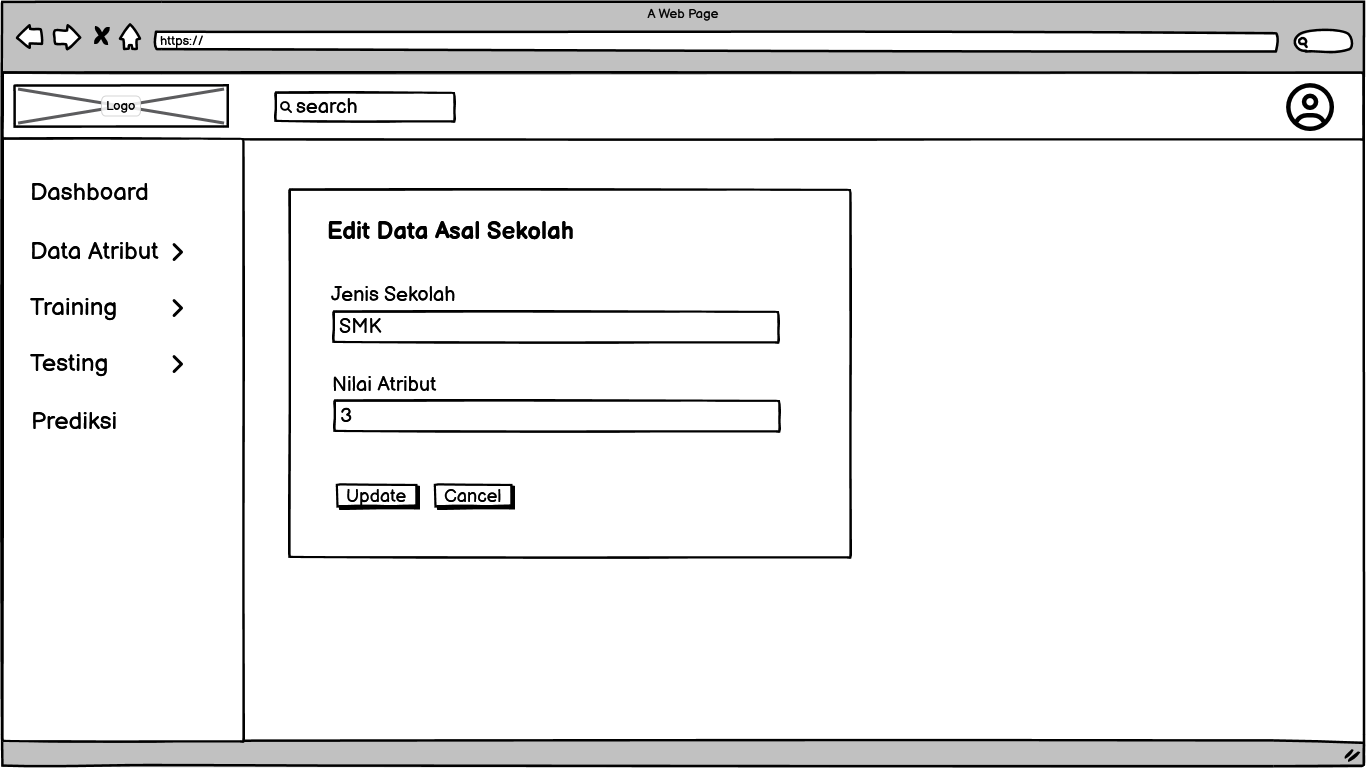 A Web Page
https://
Logo
search
Dashboard
Data Atribut
Training
Testing
Prediksi
Edit Data Asal Sekolah
Jenis Sekolah
SMK
Nilai Atribut
3
Update
Cancel